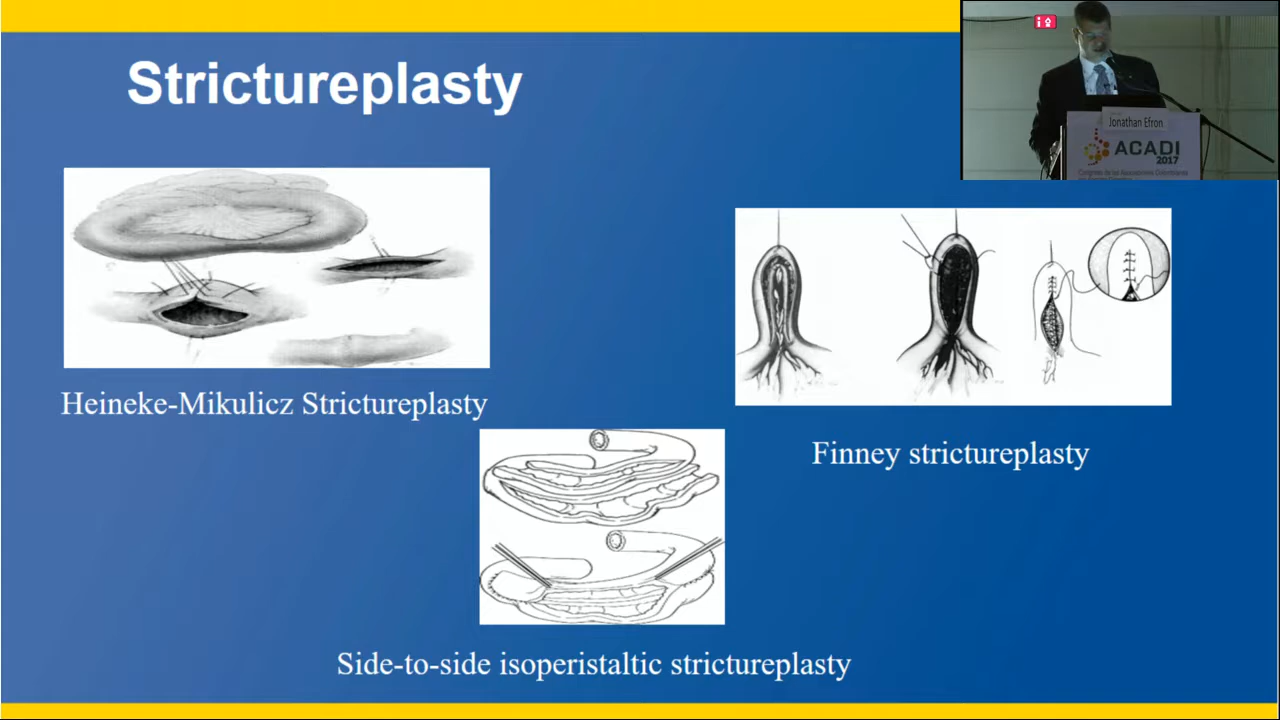 Strictureplasty
Jonathan Efron
ACADI
2017
Heineke-Mikulicz Strictureplasty
Finney strictureplasty
Side-to-side isoperistaltic strictureplasty